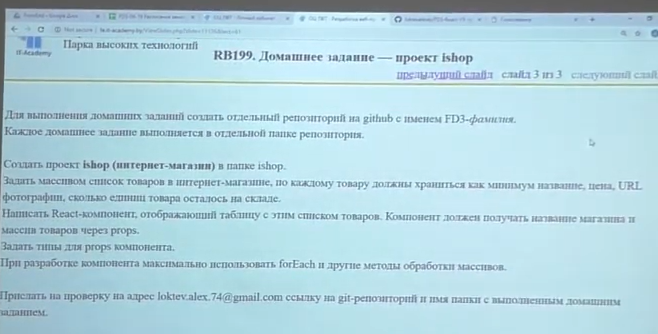 Парка высоких технологий
IT-Academy
RB199. Домашнее задание — проект ishop
предыдущий слайд слайд 3 из 3 следующий слай
Для выполнения домашних заданий создать отдельный репозиторий на github с именем FD3-фамилия.
Каждое домашнее задание выполняется в отдельной папке репозитория.
Создать проект ishop (интернет-магазин) в папке ishop.
Задать массивом список товаров в интернет-магазине, по каждому товару должны храниться как минимум название, цена, URL
фотографии, сколько единиц товара осталось на складе.
Написать React-компонент, отображающий таблицу с этим списком товаров. Компонент должен получать название магазина и
массив товаров через props.
Задать типы для props компонента.
При разработке компонента максимально использовать forEach и другие методы обработки массивов.
Прислать на проверку на адрес loktev.alex.74@gmail.com ссылку на git-репозиторий и имя папки с выполненным домашним
заданием.